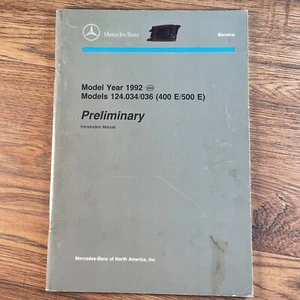 Mercedes-Benz
Service
Model Year 1992 USA
Models 124.034/036 (400 E/500 E)
Preliminary
Introduction Manual
Mercedes-Benz of North America, Inc.